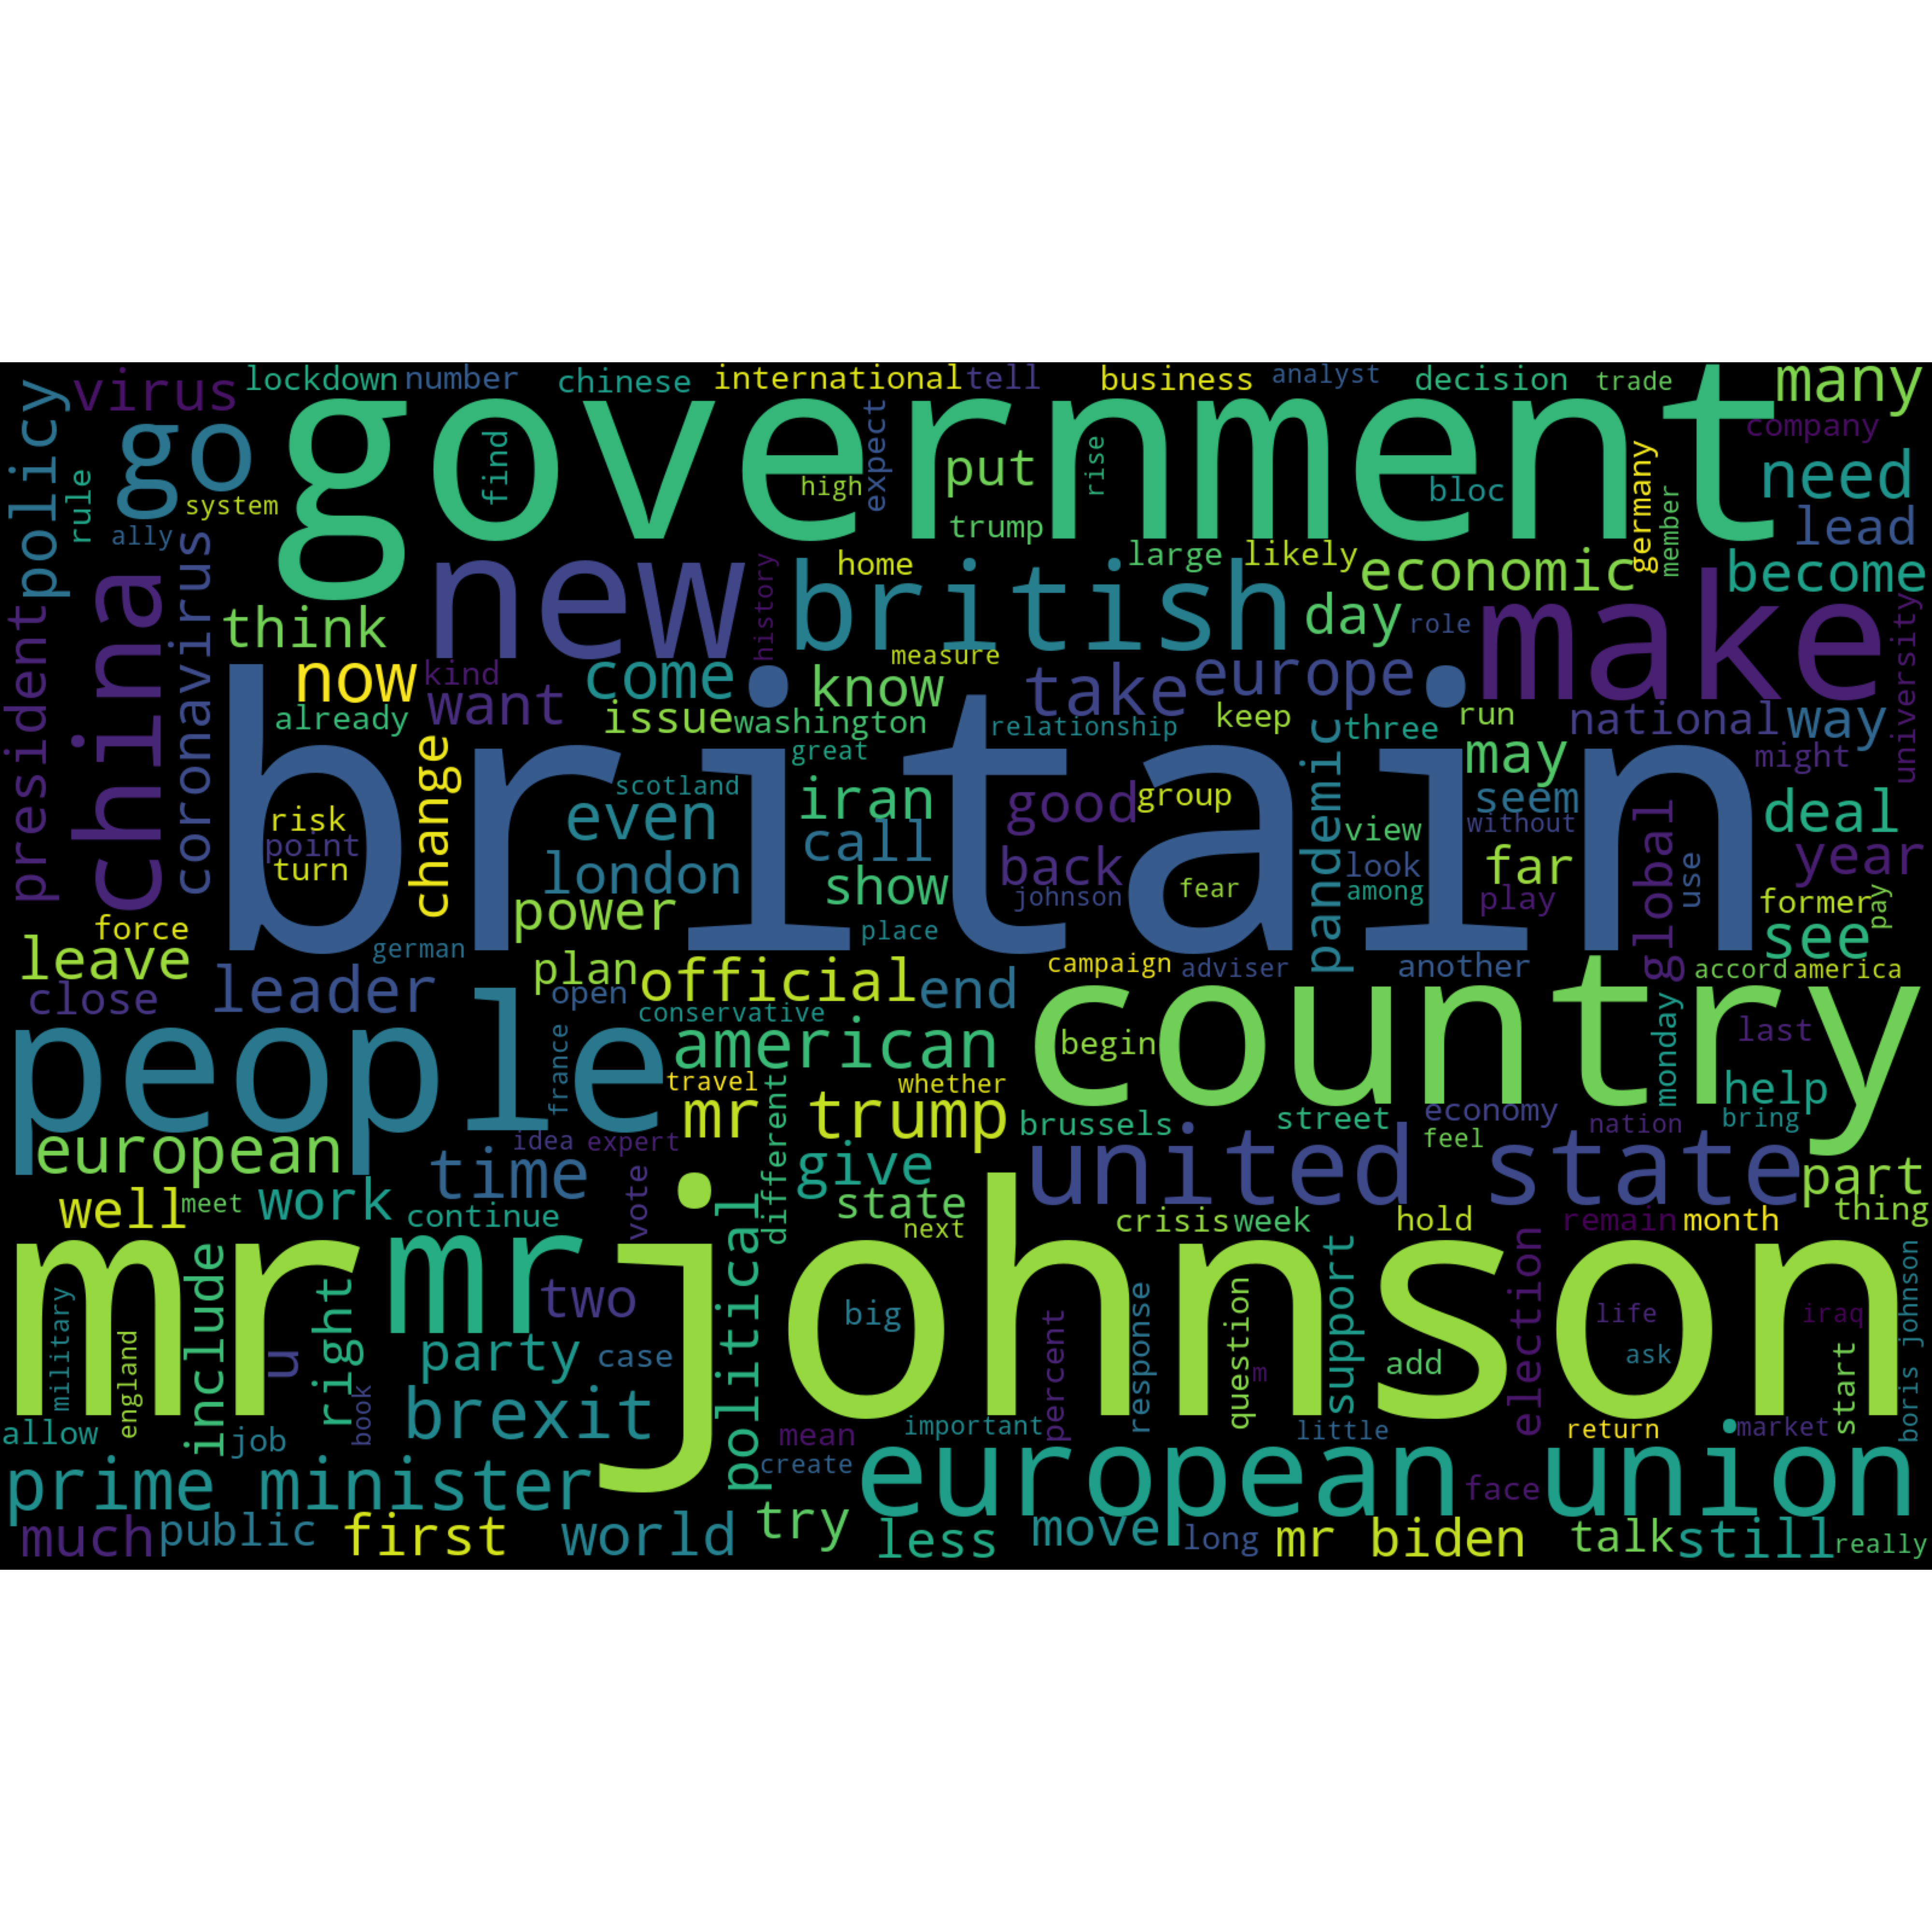 virus
lockdown
number
chinese
international
tell
business
analyst
decision
trade
many
policy
go
government
company
rule
system
ally
find
high
expect
put
rise
trump
bloc
germany
member
need
lead
china
coronavirus
president
think
new
history
home
british
large
likely
economic
day
role
become
make
university
now
kind
want
already
come
issue
washington
measure
know
great
relationship
take
europe
keep
three
run
may
national
way
might
britain
change
risk
point
turn
scotland
even
london
power
iran
call
show
place
good
group
back
johnson
fear
pandemic
view
look
among
seem
without
far
play
global
use
deal
year
former
pay
see
force
leave
close
leader
german
plan
open
official
conservative
end
campaign
adviser
another
accord
america
people
france
american
travel
whether
different
mr trump
begin
country
monday
last
help
brussels
street
economy
nation
bring
feel
european
idea
expert
time
vote
give
united state
part
thing
well
meet
work
continue
political
state
next
crisis
week
hold
remain
month
mr johnson
mr
military
england
include
u
right
book
two
party
case
brexit
big
percent
response
question
m
support
add
election
life
ask
iraq
start
boris johnson
allow
job
mean
create
important
little
return
market
prime minister
european union
face
much
public
first
world
try
less
move
long
mr biden
talk
still
really